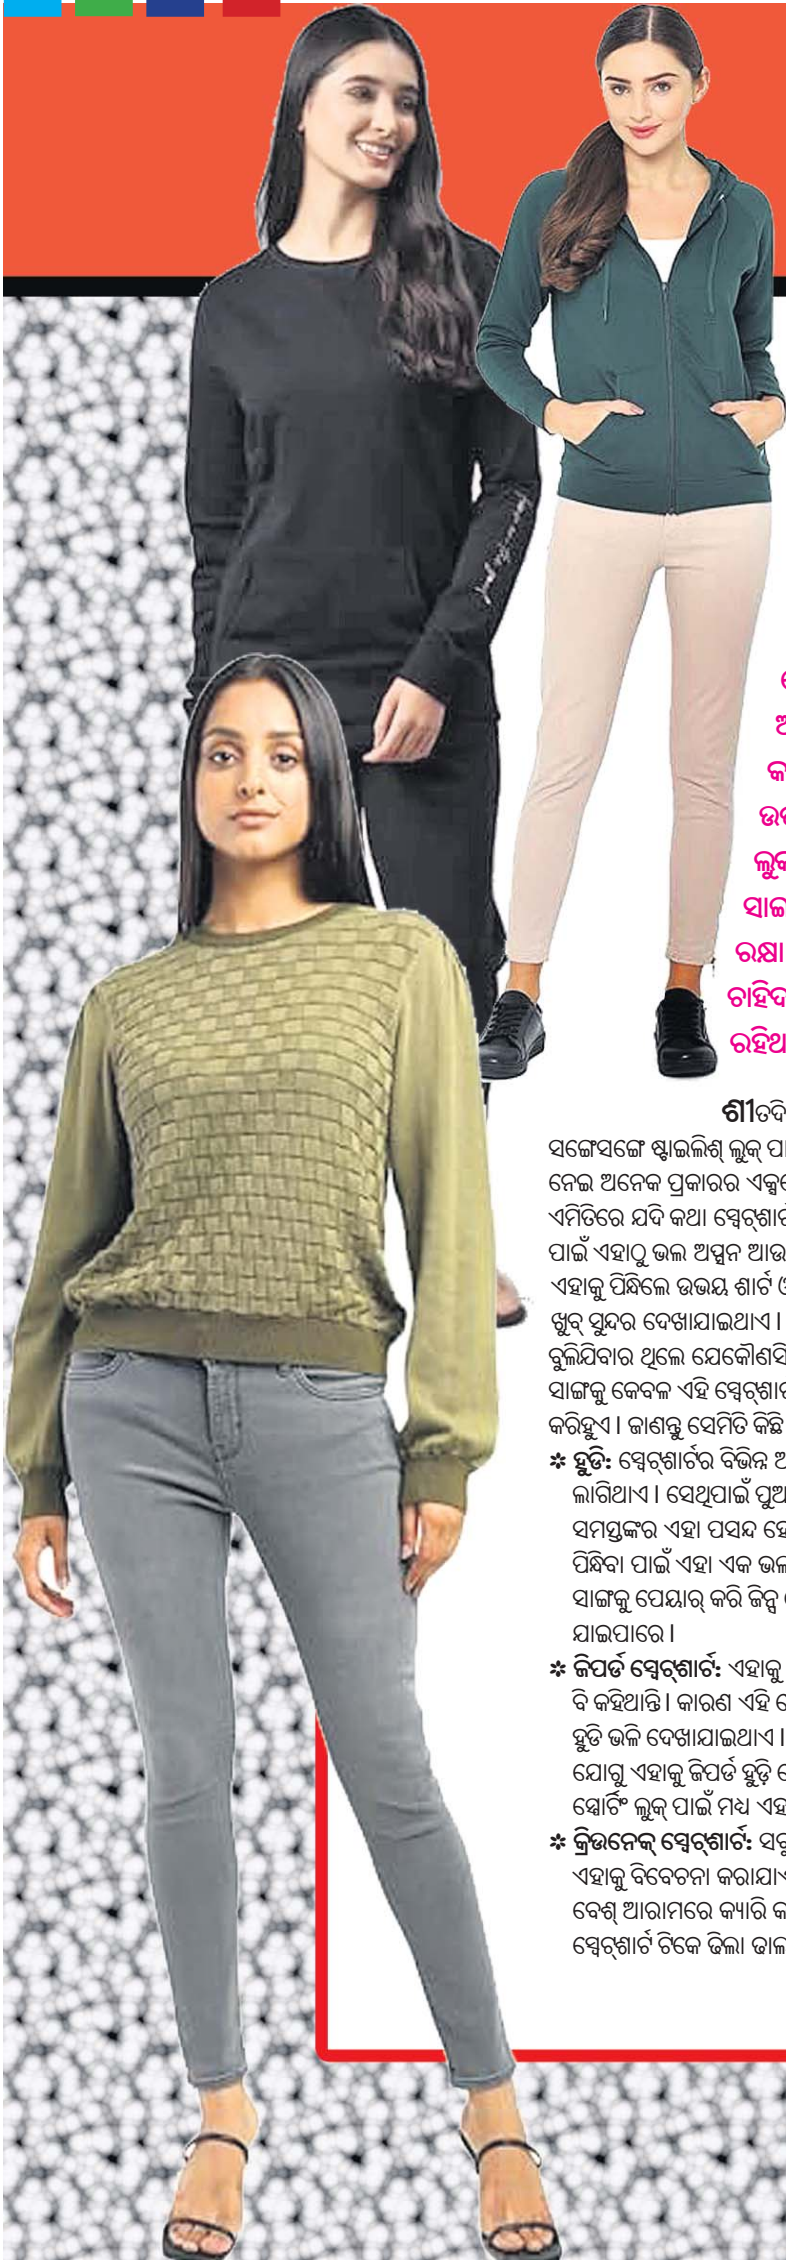 କ
ଉ
ସାଇ
ରକ୍ଷା
ଶୀତଦି
ସଙ୍ଗେସଙ୍ଗେ ଷ୍ଟାଇଲିଶ୍ ଲୁକ୍ ପା
ନେଇ ଅନେକ ପ୍ରକାରର
ଏମିତିରେ ଯଦି କଥା ସ୍ୱେଟ୍‌ଶାର୍ଟ
ପାଇଁ ଏହାଠୁ ଭଲ ଅପ୍ସନ ଆଉ
ଏହାକୁ ପିନ୍ଧିଲେ ଉଭୟ ଶାର୍ଟ ଓ
ଖୁବ୍ ସୁନ୍ଦର ଦେଖାଯାଇଥାଏ ।
ବୁଲିଯିବାର ଥିଲେ ଯେକୌଣସି
ସାଙ୍ଗକୁ କେବଳ ଏହି ସ୍ୱେଟ୍‌ଶାର୍ଟ
କରିହୁଏ । ଜାଣନ୍ତୁ ସେମିତି କିଛି
✲ ହୁଡି: ସ୍ୱେଟ୍‌ଶାର୍ଟର ବିଭିନ୍ନ ଅ
ଲାଗିଥାଏ । ସେଥିପାଇଁ ପୁଅ
ସମସ୍ତଙ୍କର ଏହା ପସନ୍ଦ ହୋ
ପିନ୍ଧିବା ପାଇଁ ଏହା ଏକ ଭଲ
ସାଙ୍ଗକୁ ପେୟାର୍ କରି ଜିନ୍ସ
ଯାଇପାରେ ।
✲ ଜିପର୍ଡ ସ୍ୱେଟ୍‌ଶାର୍ଟ: ଏହାକୁ
ବି କହିଥାନ୍ତି । କାରଣ ଏହି
ହୁଡି ଭଳି ଦେଖାଯାଇଥାଏ ।
ଯୋଗୁ ଏହାକୁ ଜିପର୍ଡ ହୁଡ଼ି
ସ୍ପୋର୍ଟିଂ ଲୁକ୍ ପାଇଁ ମଧ୍ୟ ଏହା
✲ କ୍ରିଉନେକ୍ ସ୍ୱେଟ୍‌ଶାର୍ଟ: ସବୁ
ଏହାକୁ ବିବେଚନା କରାଯାଏ
ବେଶ୍ ଆରାମରେ କ୍ୟାରି କ
ସ୍ୱେଟ୍‌ଶାର୍ଟ ଟିକେ ଢିଲା ଢାଳ